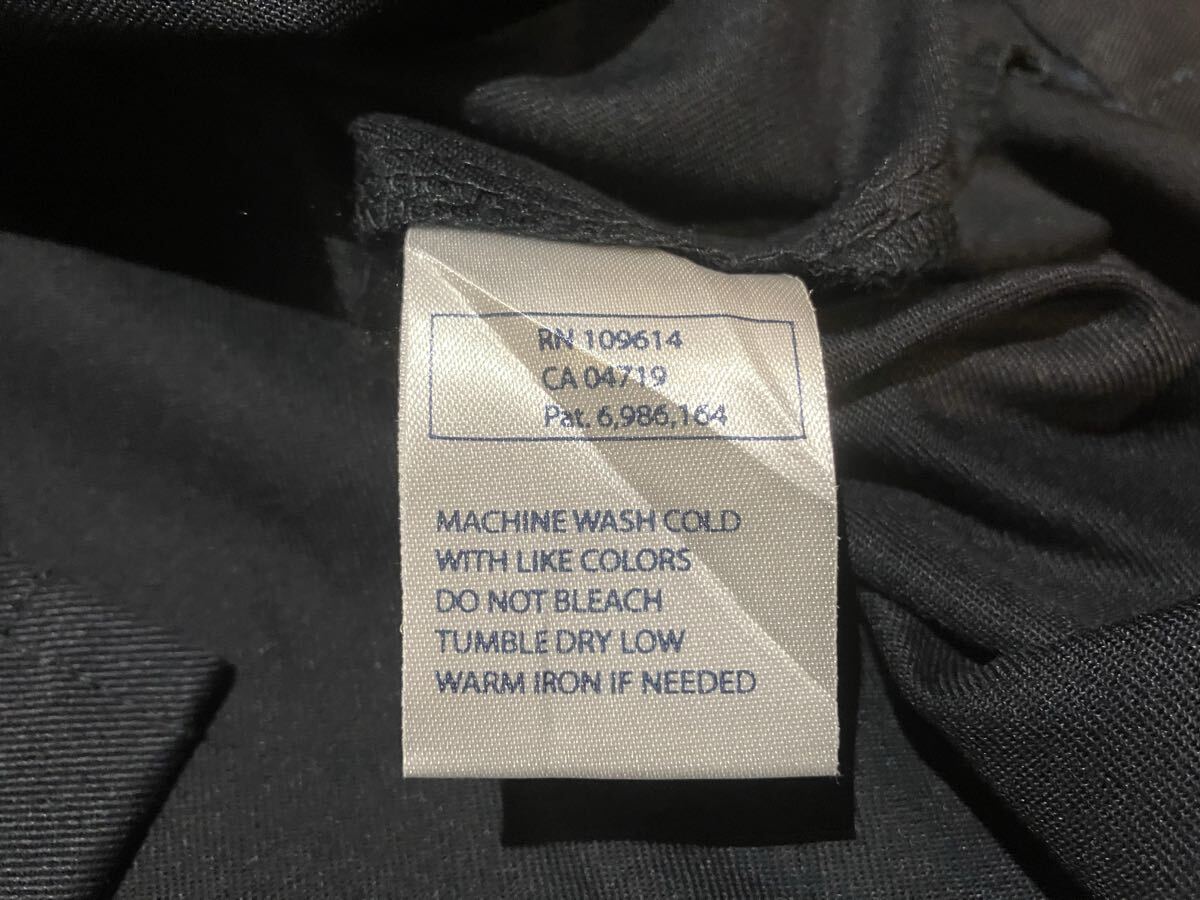 RN 109614
CA 04719
Pat. 6,986,164
MACHINE WASH COLD
WITH LIKE COLORS
DO NOT BLEACH
TUMBLE DRY LOW
WARM IRON IF NEEDED